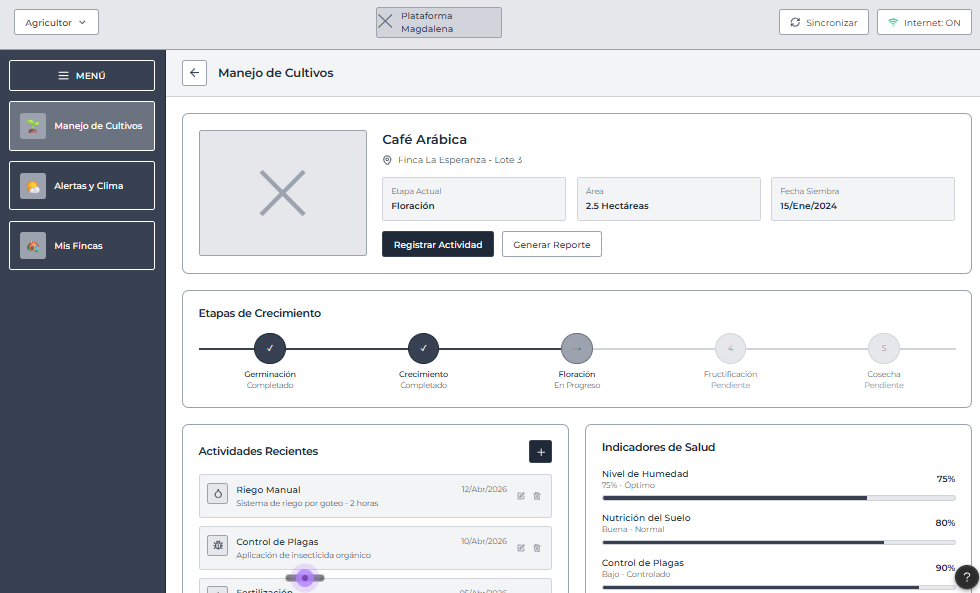 Agricultor
Plataforma
Magdalena
Sincronizar
Internet: ON
MENÚ
Manejo de Cultivos
Manejo de Cultivos
Alertas y Clima
Mis Fincas
Café Arábica
Finca La Esperanza - Lote 3
Etapa Actual
Floración
Área
2.5 Hectáreas
Fecha Siembra
15/Ene/2024
Registrar Actividad
Generar Reporte
Etapas de Crecimiento
✓
✓
→
4
5
Germinación
Completado
Crecimiento
Completado
Floración
En Progreso
Fructificación
Pendiente
Cosecha
Pendiente
Actividades Recientes
+
Riego Manual
12/Abr/2026
Sistema de riego por goteo - 2 horas
Control de Plagas
10/Abr/2026
Aplicación de insecticida orgánico
Fertilización
05/Abr/2026
Indicadores de Salud
Nivel de Humedad
75% - Óptimo
75%
Nutrición del Suelo
Buena - Normal
80%
Control de Plagas
Bajo - Controlado
90%
?